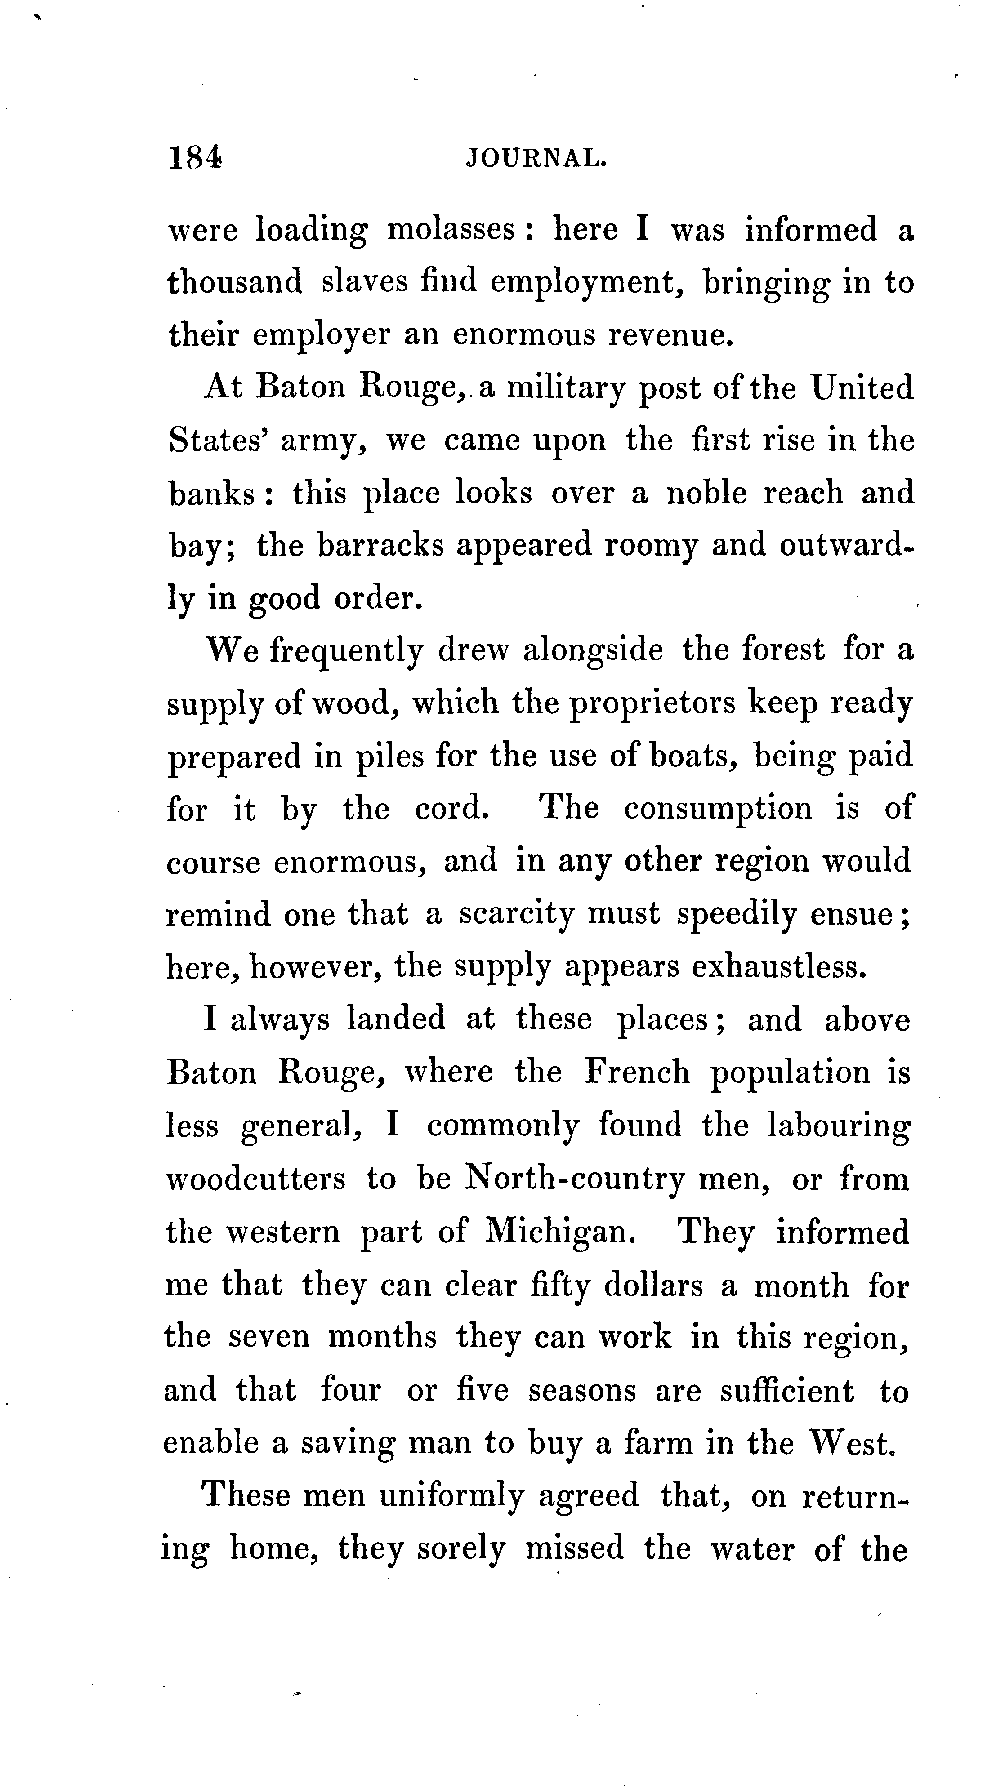 184 JOURNAL.
were loading molasses : here I was informed a
thousand slaves find employment, bringing in to
their employer an enormous revenue.
At Baton Rouge, a military post of the United
States' army, we came upon the first rise in the
banks : this place looks over a noble reach and
bay; the barracks appeared roomy and outward-
ly in good order.
We frequently drew alongside the forest for a
supply of wood, which the proprietors keep ready
prepared in piles for the use of boats, being paid
for it by the cord. The consumption is of
course enormous, and in any other region would
remind one that a scarcity must speedily ensue;
here, however, the supply appears exhaustless.
I always landed at these places; and above
Baton Rouge, where the French population is
less general, I commonly found the labouring
woodcutters to be North-country men, or from
the western part of Michigan. They informed
me that they can clear fifty dollars a month for
the seven months they can work in this region,
and that four or five seasons are sufficient to
enable a saving man to buy a farm in the West.
These men uniformly agreed that, on return-
ing home, they sorely missed the water of the